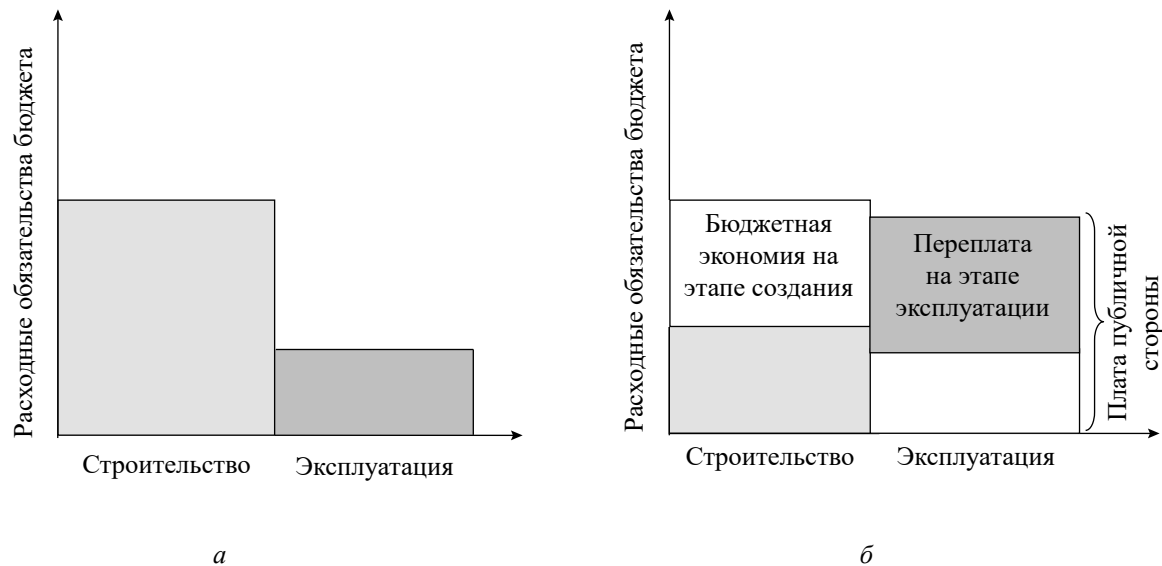 Расходные обязательства бюджета
Строительство
Эксплуатация
а
Расходные обязательства бюджета
Бюджетная
экономия на
этапе создания
Переплата
на этапе
эксплуатации
Плата публичной
стороны
Строительство
Эксплуатация
б